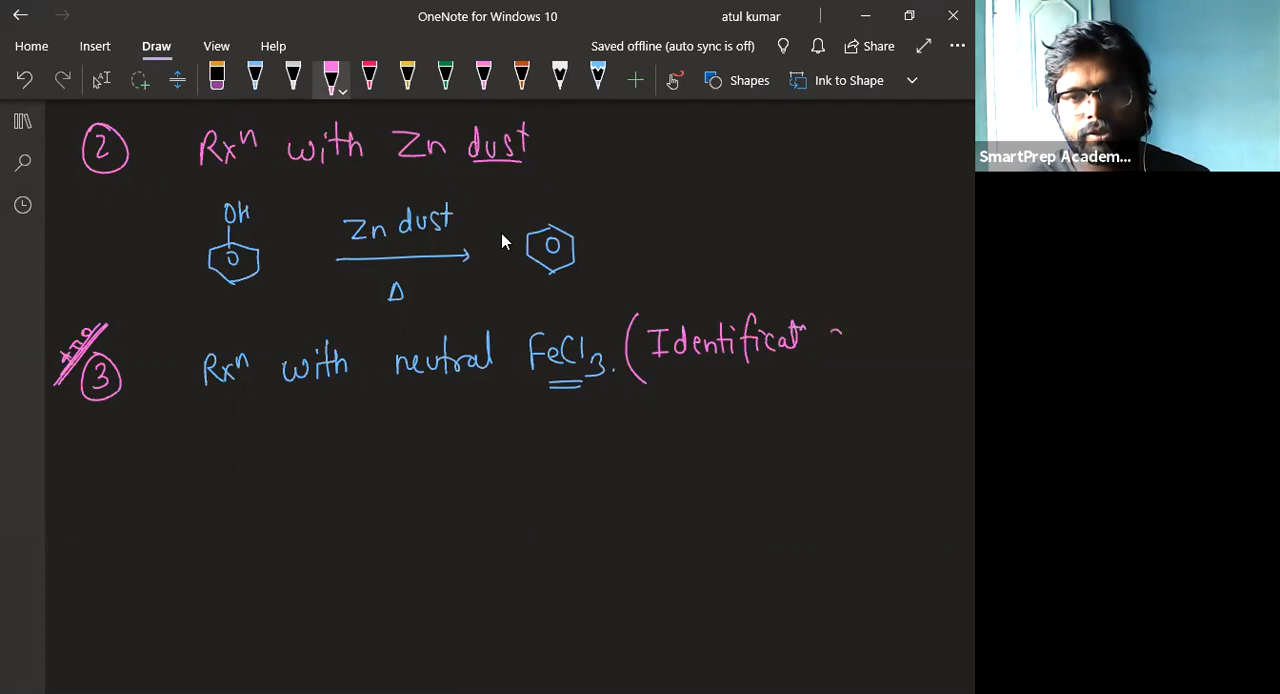 OneNote for Windows 10
atul kumar
Home Insert Draw View Help
Saved offline (auto sync is off)
Share
Shapes
Ink to Shape
SmartPrep Academ...
2 Rxⁿ with Zn dust
OH
Zn dust
Δ
3 Rxⁿ with neutral FeCl3. (Identificatⁿ